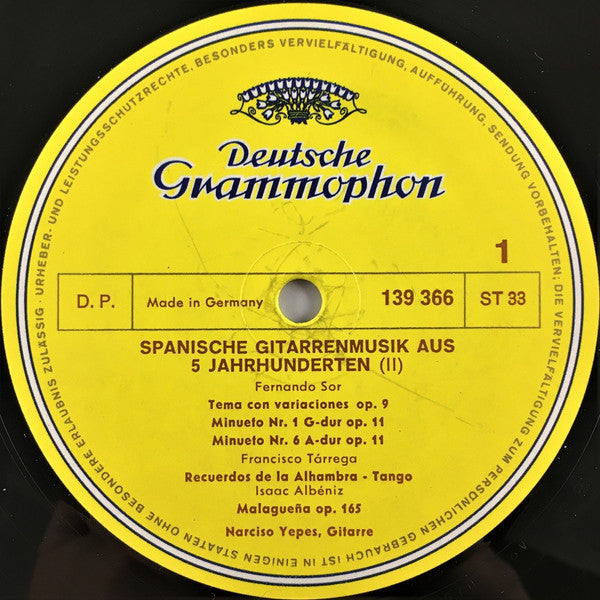 URHEBER- UND LEISTUNGSSCHUTZRECHTE, BESONDERS VERVIELFÄLTIGUNG, AUFFÜHRUNG, SENDUNG VORBEHALTEN; DIE VERVIELFÄLTIGUNG ZUM PERSÖNLICHEN GEBRAUCH IST IN EINIGEN STAATEN OHNE BESONDERE ERLAUBNIS ZULÄSSIG ·
Deutsche
Grammophon
1
D. P. Made in Germany 139 366 ST 33
SPANISCHE GITARRENMUSIK AUS
5 JAHRHUNDERTEN (II)
Fernando Sor
Tema con variaciones op. 9
Minueto Nr. 1 G-dur op. 11
Minueto Nr. 6 A-dur op. 11
Francisco Tárrega
Recuerdos de la Alhambra - Tango
Isaac Albéniz
Malagueña op. 165
Narciso Yepes, Gitarre